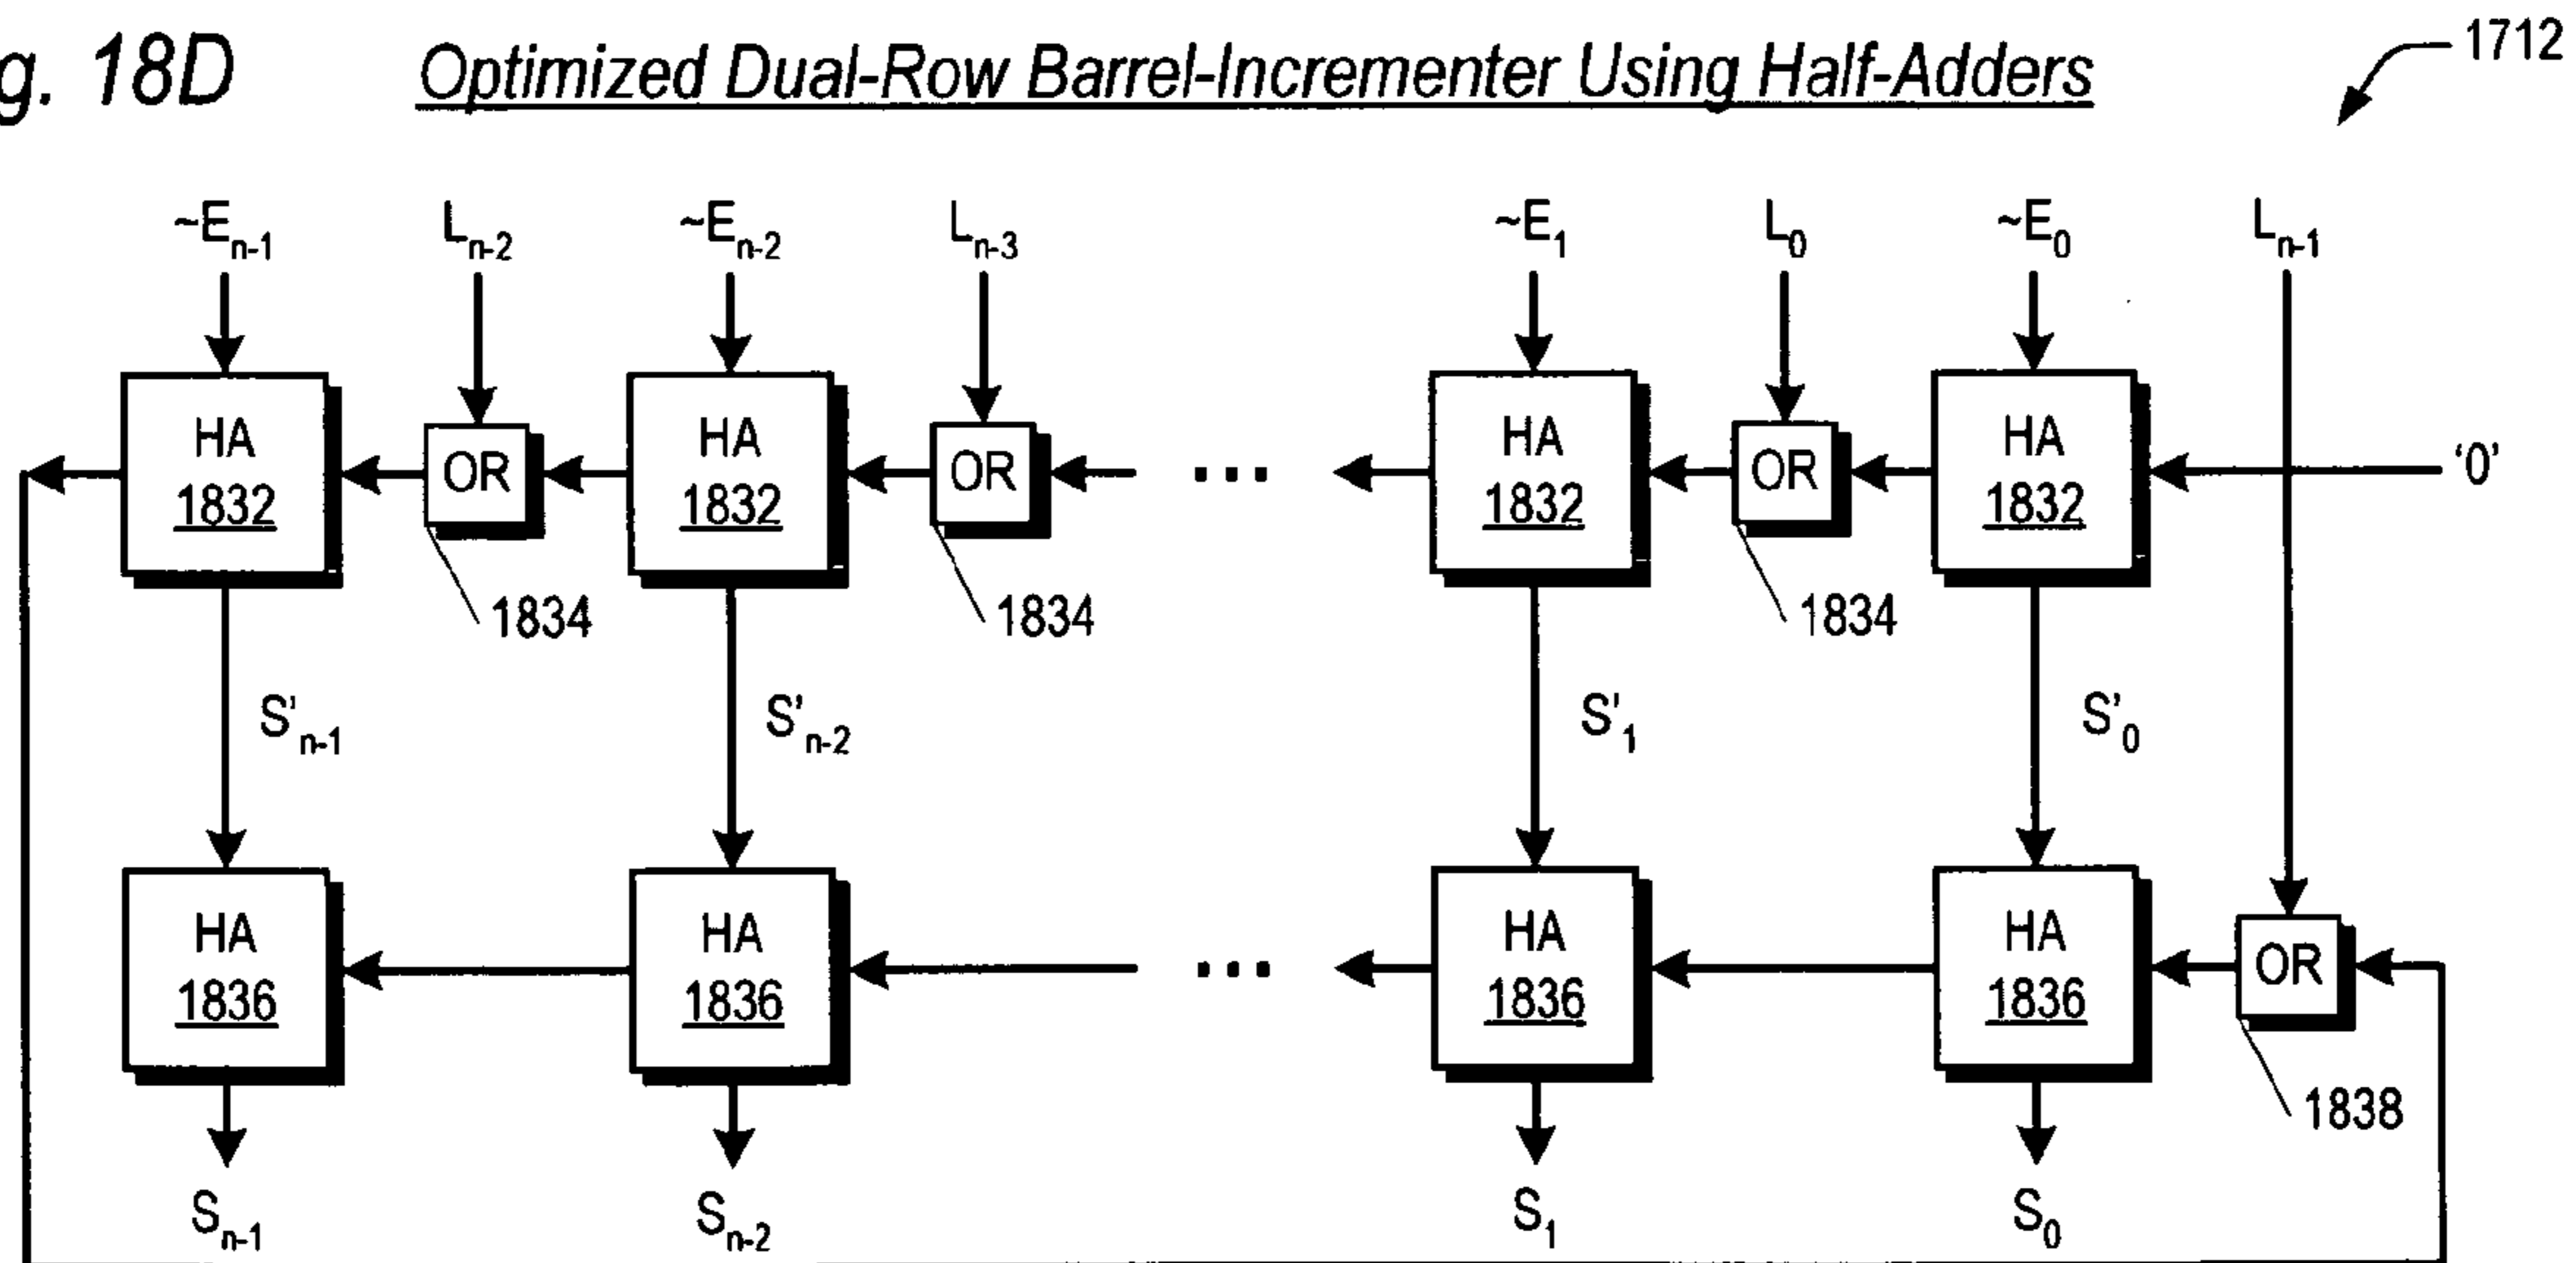 g. 18D Optimized Dual-Row Barrel-Incrementer Using Half-Adders 1712
~Eₙ₋₁ Lₙ₋₂ ~Eₙ₋₂ Lₙ₋₃ ~E₁ L₀ ~E₀ Lₙ₋₁
HA HA HA HA
OR OR ... OR '0'
1832 1832 1832 1832
1834 1834 1834
S'ₙ₋₁ S'ₙ₋₂ S'₁ S'₀
HA HA HA HA
... OR
1836 1836 1836 1836
1838
Sₙ₋₁ Sₙ₋₂ S₁ S₀